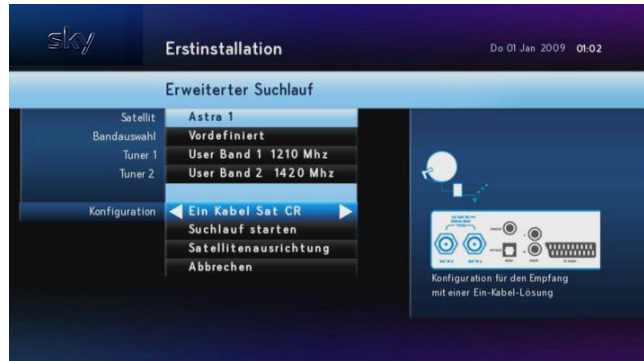 sky
Erstinstallation
Do 01 Jan 2009 01:02
Erweiterter Suchlauf
Satellit Astra 1
Bandauswahl Vordefiniert
Tuner 1 User Band 1 1210 Mhz
Tuner 2 User Band 2 1420 Mhz
Konfiguration Ein Kabel Sat CR
Suchlauf starten
Satellitenausrichtung
Abbrechen
Konfiguration für den Empfang
mit einer Ein-Kabel-Lösung